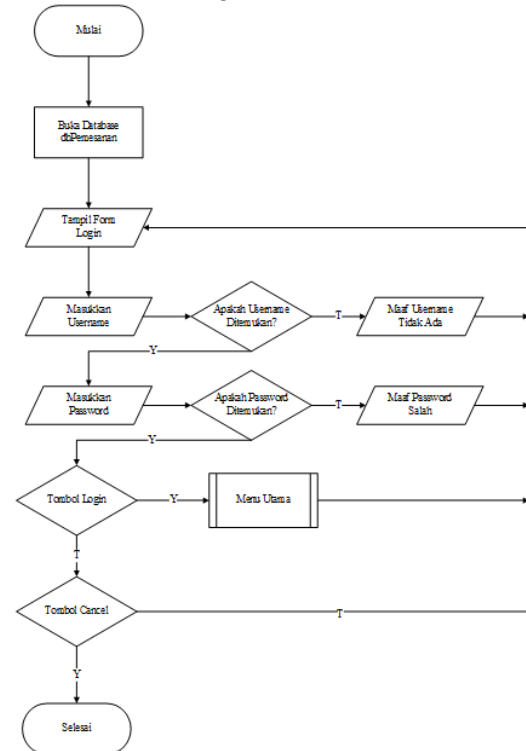 Mulai
Buka Database
dbPemesanan
Tampil Form
Login
Masukkan
Username
Apakah Username
Ditemukan?
T
Maaf Username
Tidak Ada
Y
Masukkan
Password
Apakah Password
Ditemukan?
T
Maaf Password
Salah
Y
Tombol Login
Y
Menu Utama
T
Tombol Cancel
T
Y
Selesai